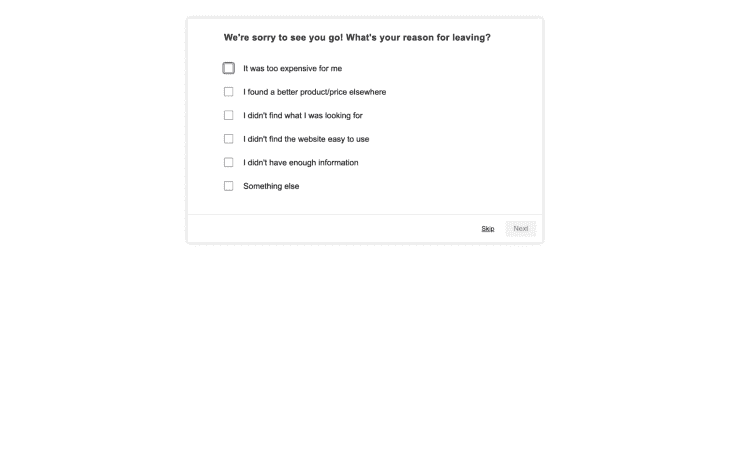 We're sorry to see you go! What's your reason for leaving?
It was too expensive for me
I found a better product/price elsewhere
I didn't find what I was looking for
I didn't find the website easy to use
I didn't have enough information
Something else
Skip
Next